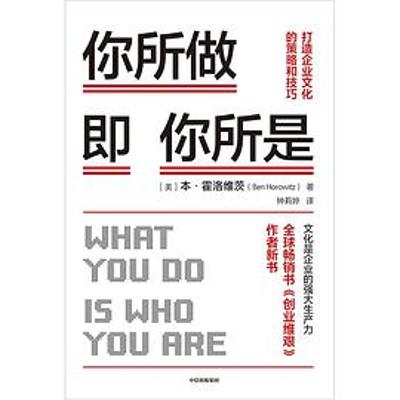 你所做
即 你所是
打造企业文化
的策略和技巧
［美］本·霍洛维茨（Ben Horowitz）著
钟莉婷 译
WHAT
YOU DO
IS WHO
YOU ARE
文化是企业的强大生产力
全球畅销书《创业维艰》
作者新书
中信出版集团